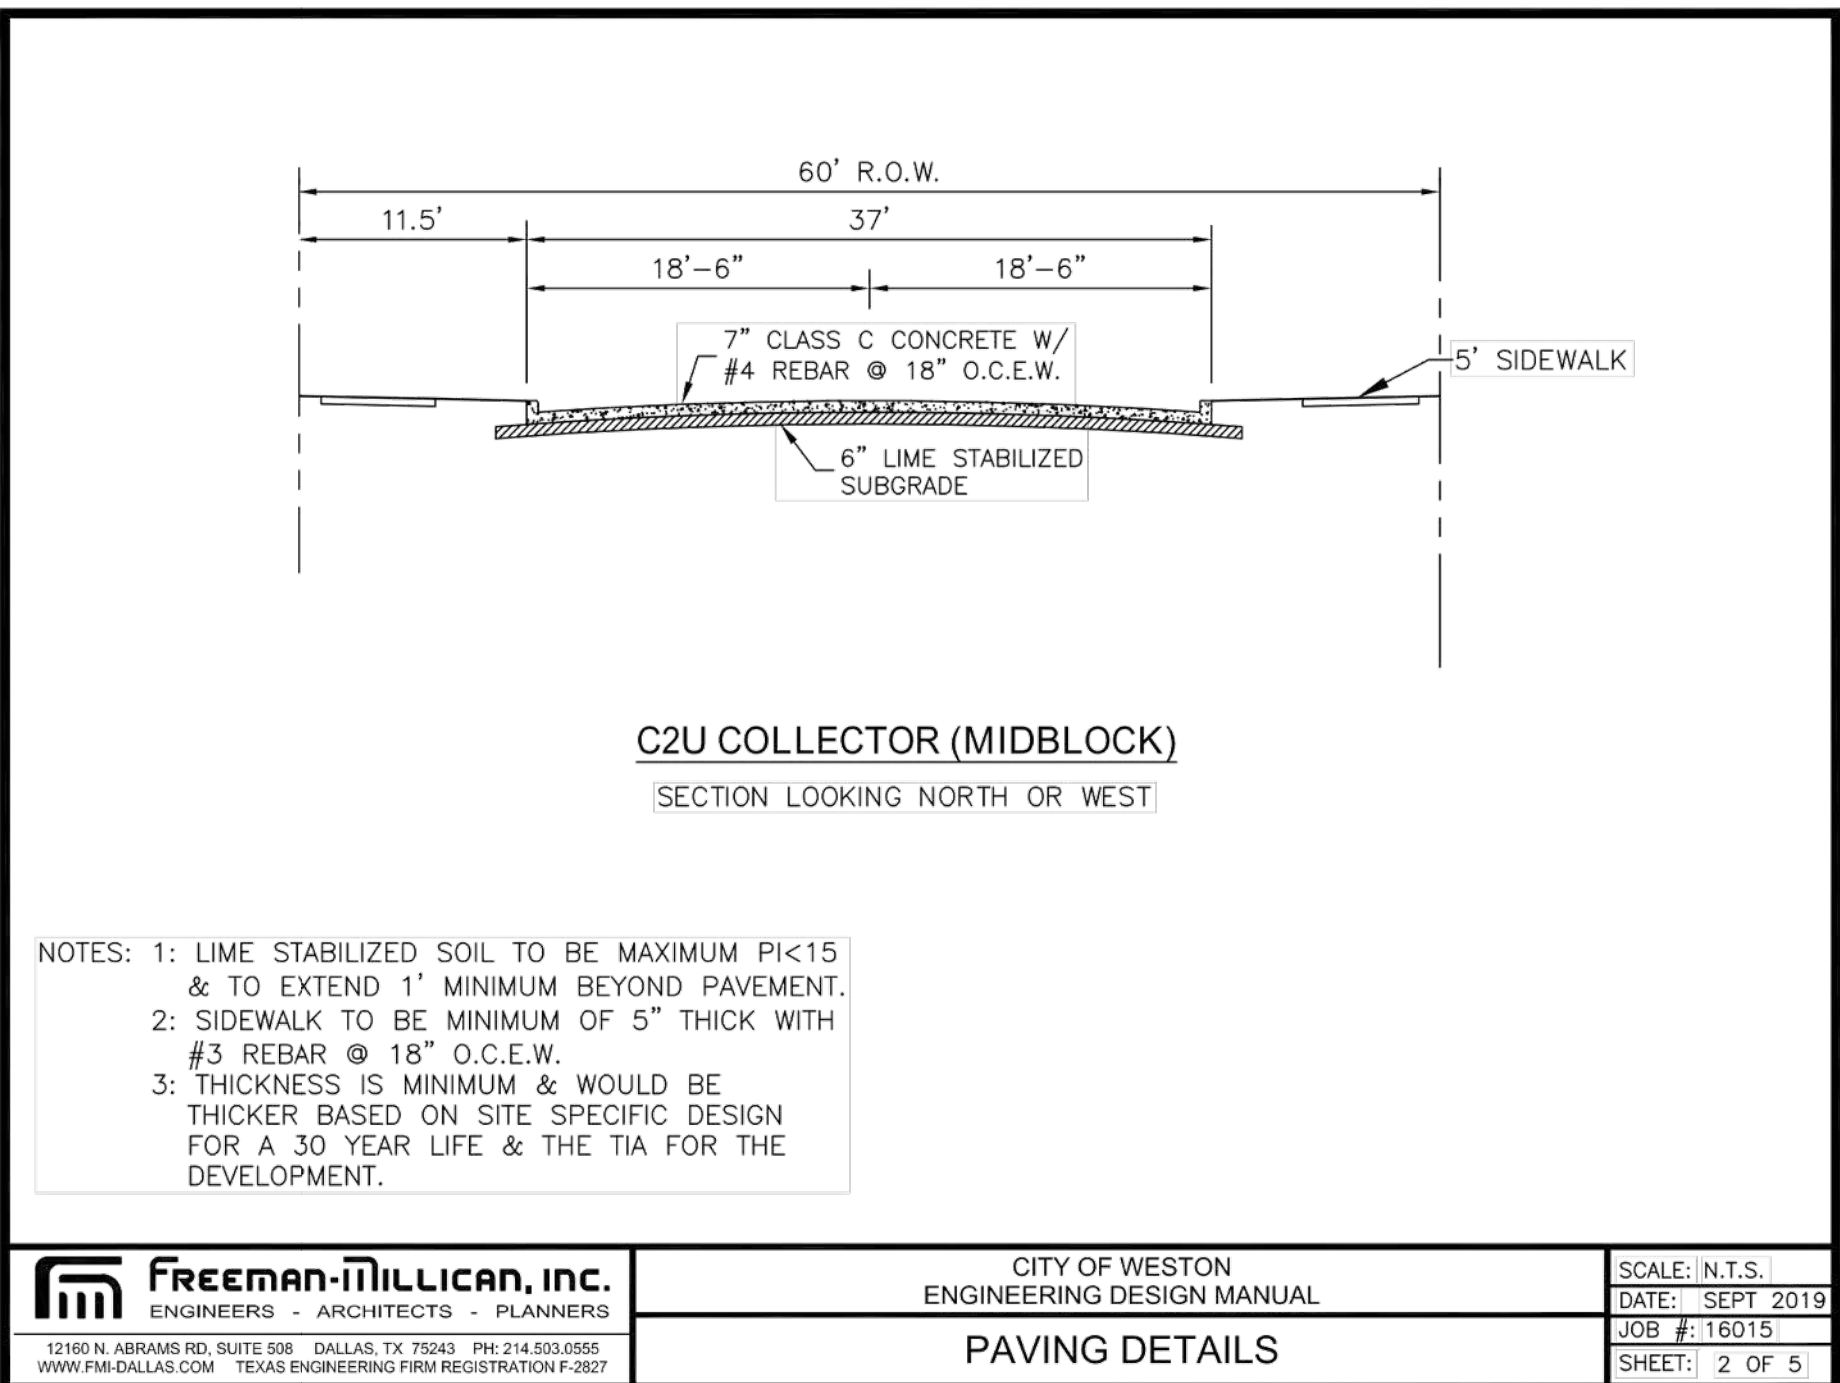 60' R.O.W.
11.5'
37'
18'-6"
18'-6"
7" CLASS C CONCRETE W/
#4 REBAR @ 18" O.C.E.W.
5' SIDEWALK
6" LIME STABILIZED
SUBGRADE
C2U COLLECTOR (MIDBLOCK)
SECTION LOOKING NORTH OR WEST
NOTES: 1: LIME STABILIZED SOIL TO BE MAXIMUM PI<15
& TO EXTEND 1' MINIMUM BEYOND PAVEMENT.
2: SIDEWALK TO BE MINIMUM OF 5" THICK WITH
#3 REBAR @ 18" O.C.E.W.
3: THICKNESS IS MINIMUM & WOULD BE
THICKER BASED ON SITE SPECIFIC DESIGN
FOR A 30 YEAR LIFE & THE TIA FOR THE
DEVELOPMENT.
FREEMAN-MILLICAN, INC.
ENGINEERS - ARCHITECTS - PLANNERS
12160 N. ABRAMS RD, SUITE 508 DALLAS, TX 75243 PH: 214.503.0555
WWW.FMI-DALLAS.COM TEXAS ENGINEERING FIRM REGISTRATION F-2827
CITY OF WESTON
ENGINEERING DESIGN MANUAL
PAVING DETAILS
SCALE: N.T.S.
DATE: SEPT 2019
JOB #: 16015
SHEET: 2 OF 5